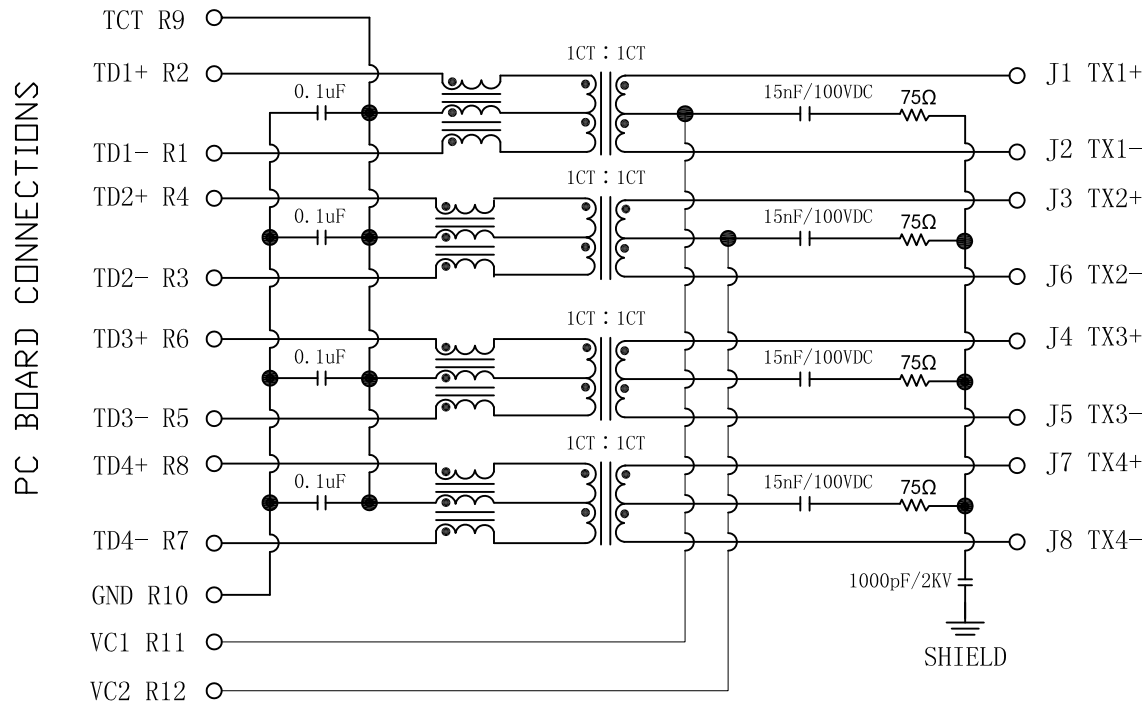 PC BOARD CONNECTIONS
TCT R9
TD1+ R2
0.1uF
TD1- R1
TD2+ R4
0.1uF
TD2- R3
TD3+ R6
0.1uF
TD3- R5
TD4+ R8
0.1uF
TD4- R7
GND R10
VC1 R11
VC2 R12
1CT:1CT
1CT:1CT
1CT:1CT
1CT:1CT
15nF/100VDC 75Ω
15nF/100VDC 75Ω
15nF/100VDC 75Ω
15nF/100VDC 75Ω
J1 TX1+
J2 TX1-
J3 TX2+
J6 TX2-
J4 TX3+
J5 TX3-
J7 TX4+
J8 TX4-
1000pF/2KV
SHIELD